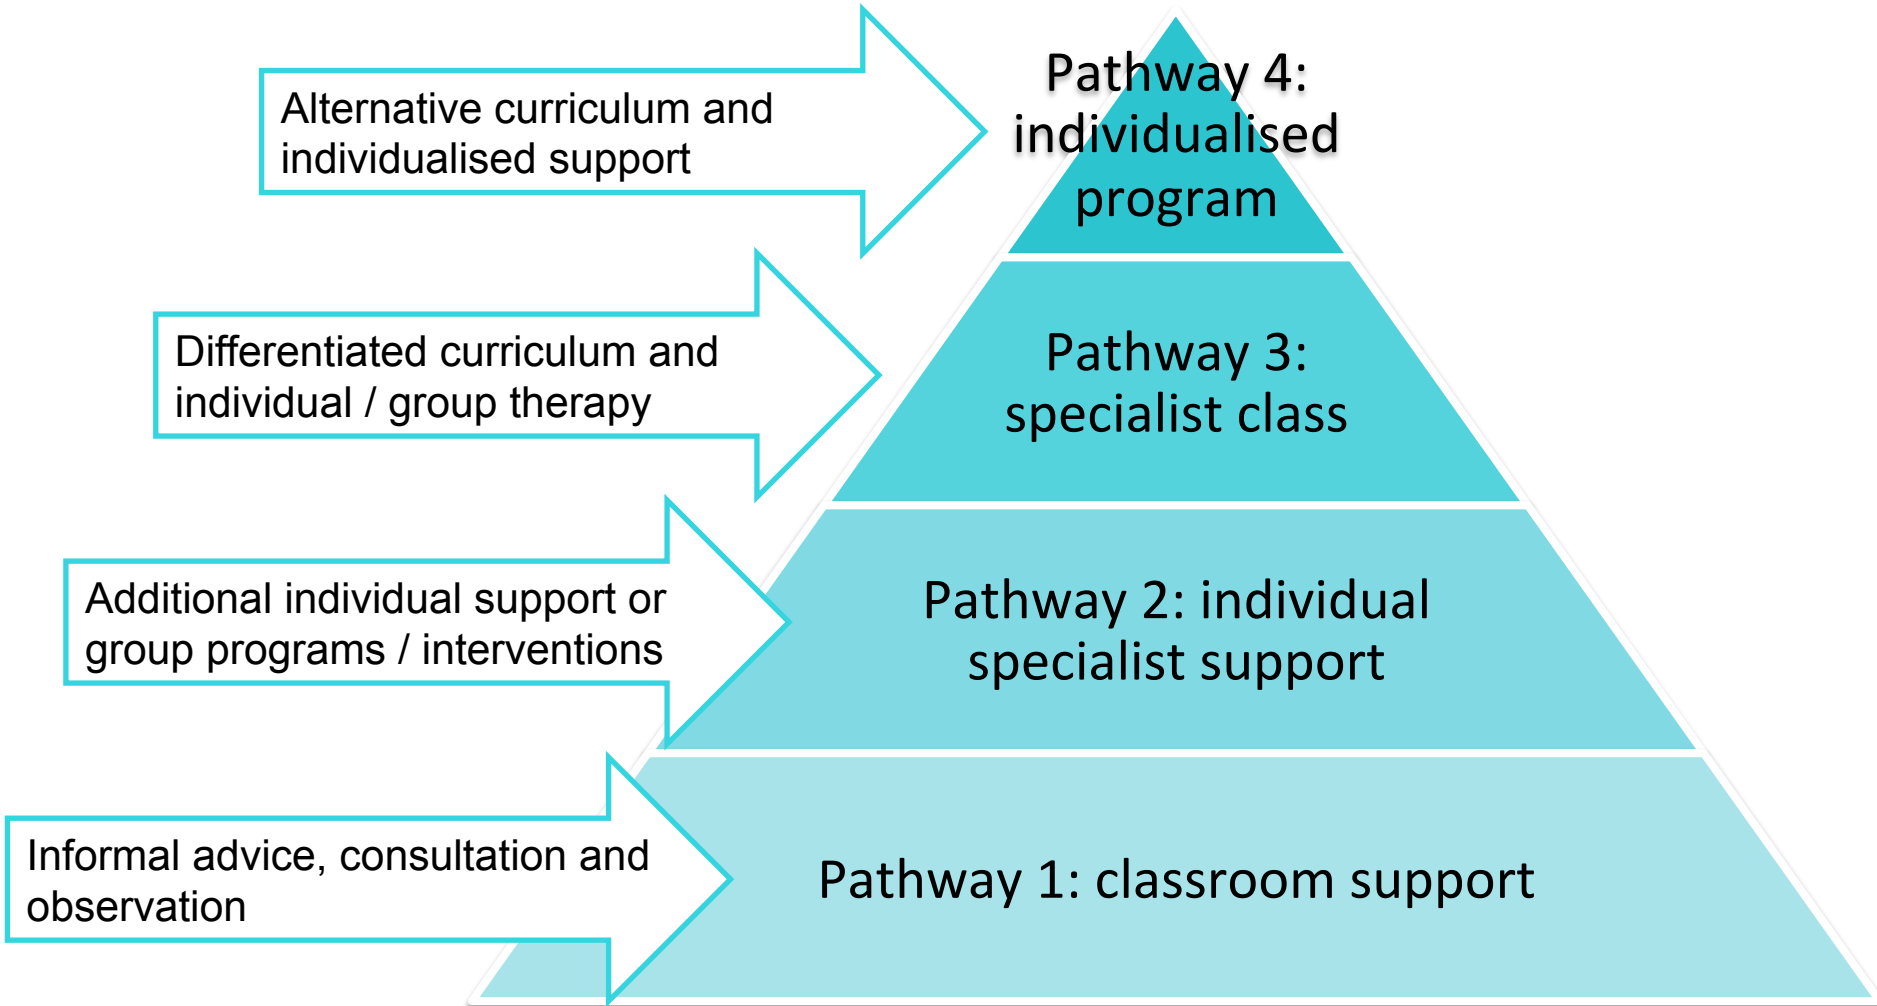 Alternative curriculum and
individualised support
Pathway 4:
individualised
program
Differentiated curriculum and
individual / group therapy
Pathway 3:
specialist class
Additional individual support or
group programs / interventions
Pathway 2: individual
specialist support
Informal advice, consultation and
observation
Pathway 1: classroom support